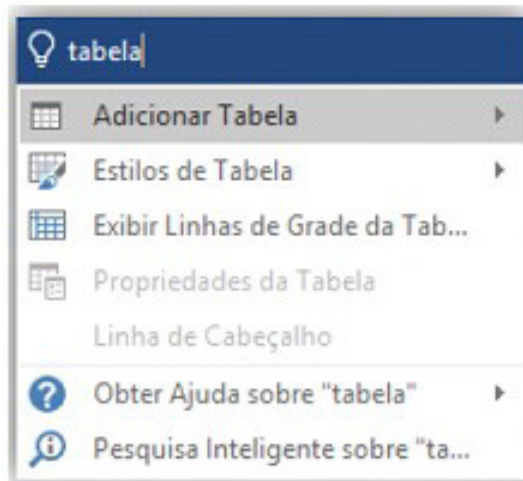 tabela
Adicionar Tabela
Estilos de Tabela
Exibir Linhas de Grade da Tab...
Propriedades da Tabela
Linha de Cabeçalho
Obter Ajuda sobre "tabela"
Pesquisa Inteligente sobre "ta...